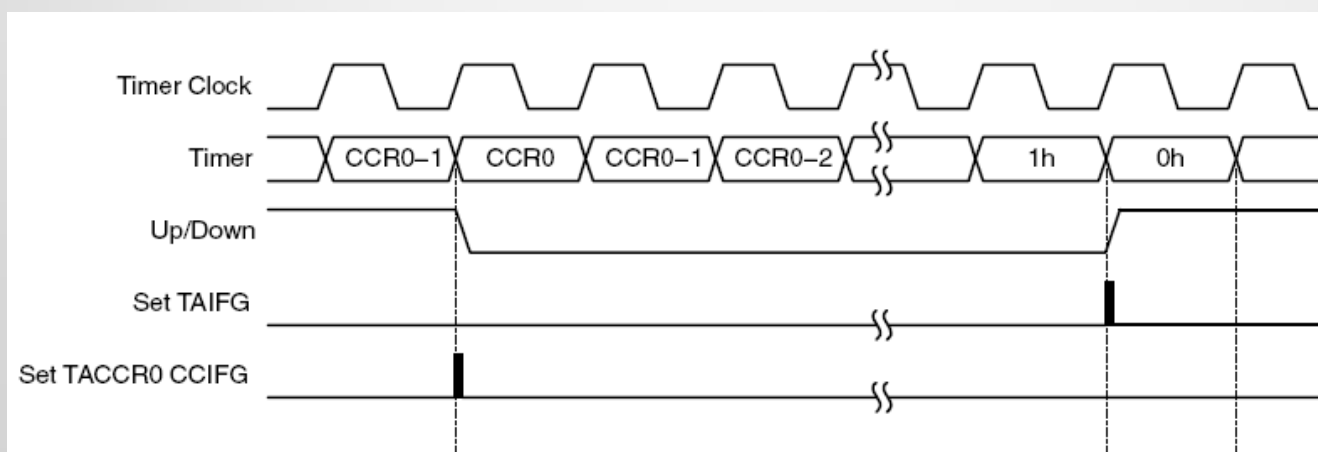 Timer Clock
Timer CCR0–1 CCR0 CCR0–1 CCR0–2 1h 0h
Up/Down
Set TAIFG
Set TACCR0 CCIFG